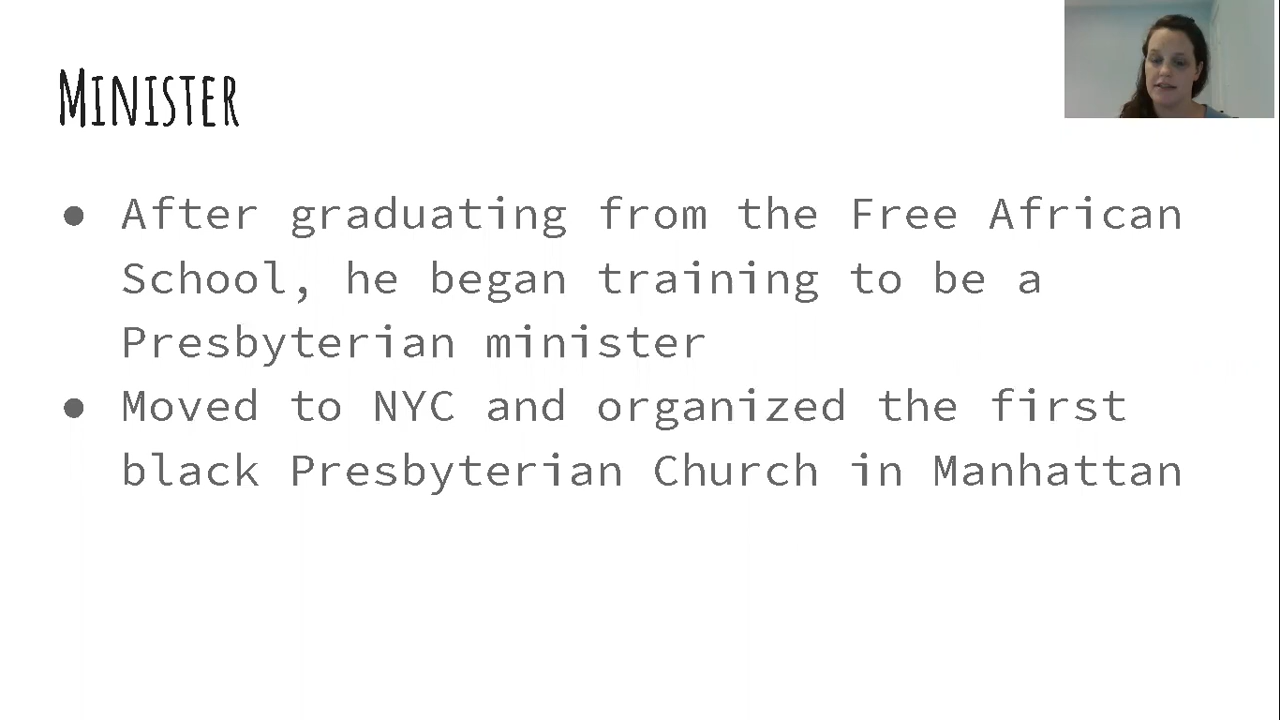 Minister
● After graduating from the Free African
School, he began training to be a
Presbyterian minister
● Moved to NYC and organized the first
black Presbyterian Church in Manhattan